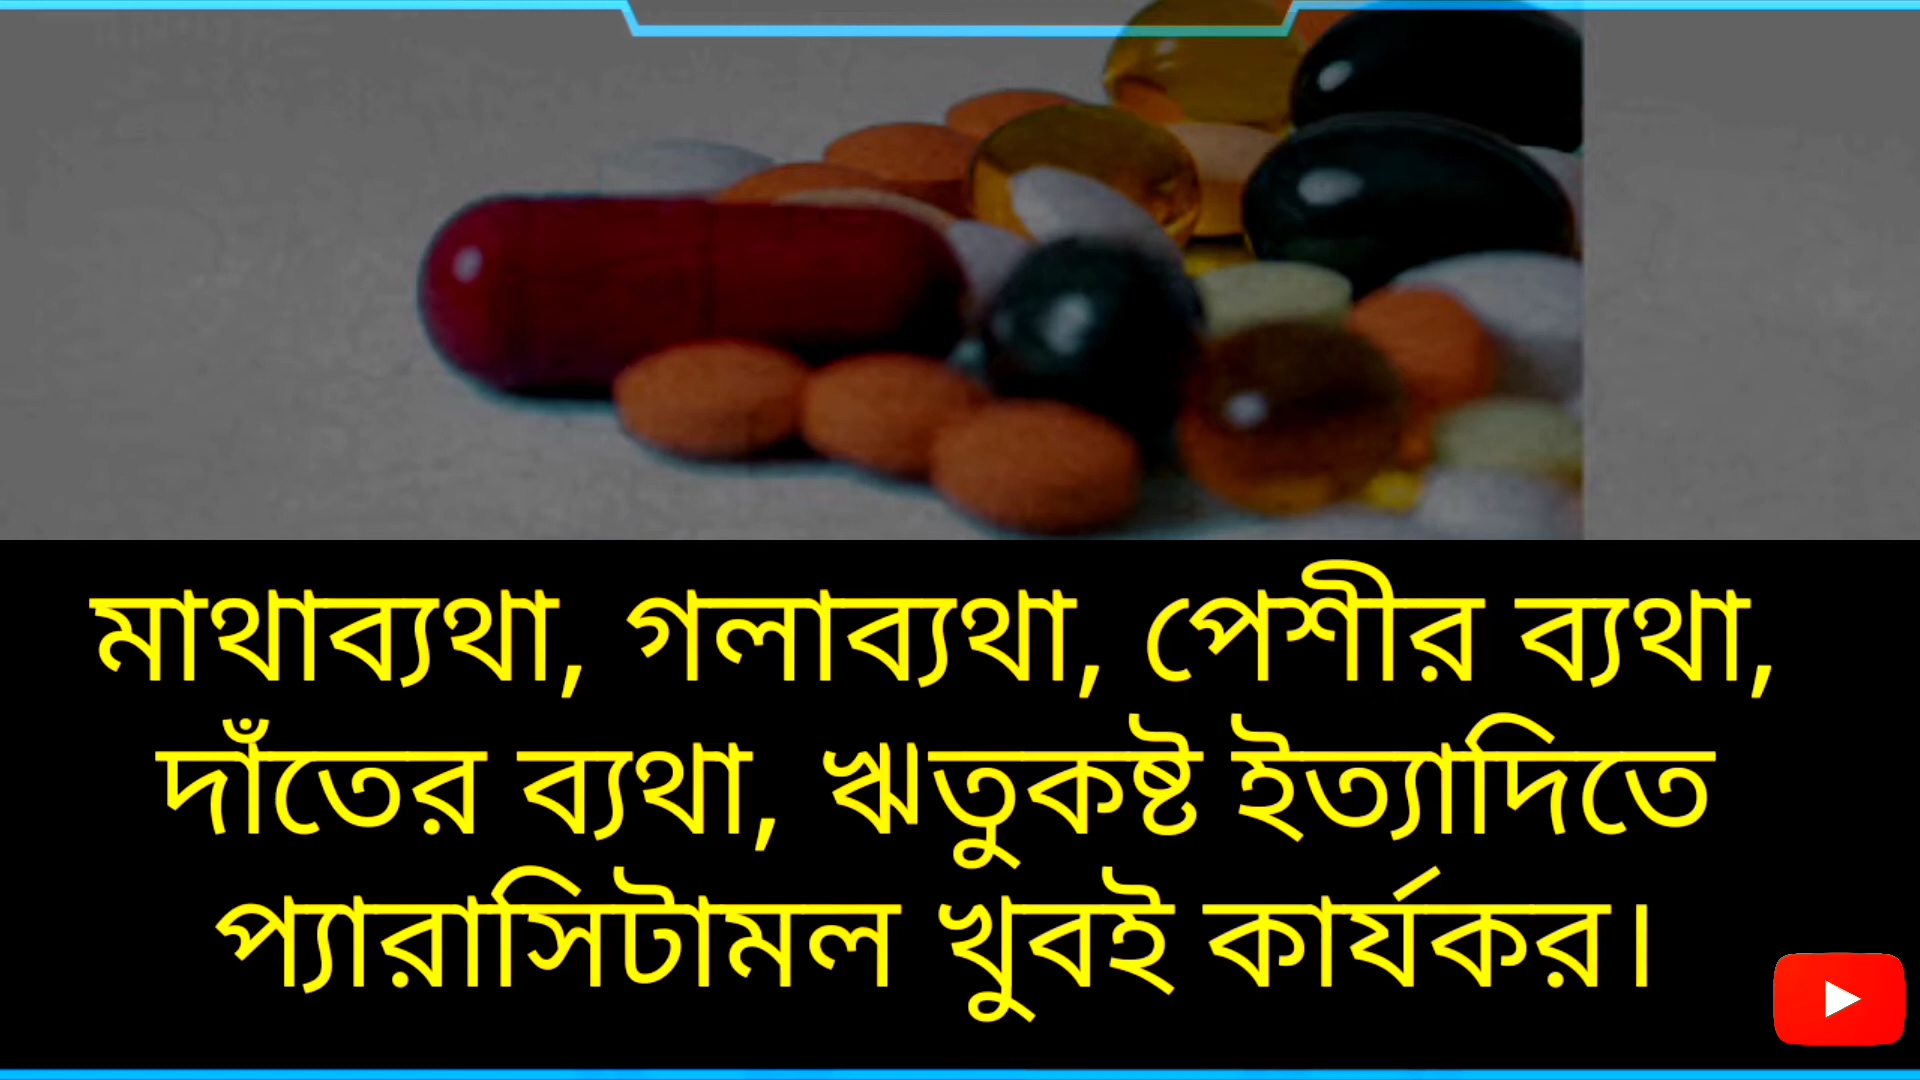 মাথাব্যথা, গলাব্যথা, পেশীর ব্যথা,
দাঁতের ব্যথা, ঋতুকষ্ট ইত্যাদিতে
প্যারাসিটামল খুবই কার্যকর।